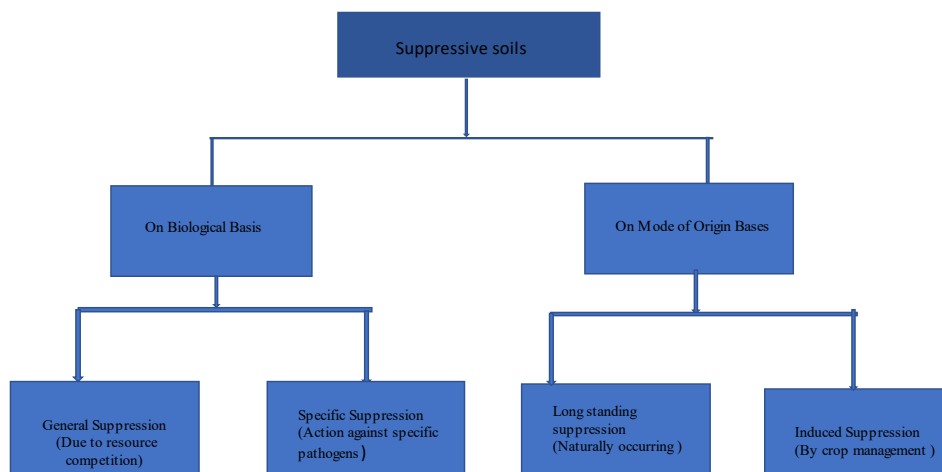 Suppressive soils
On Biological Basis
On Mode of Origin Bases
General Suppression
(Due to resource
competition)
Specific Suppression
(Action against specific
pathogens)
Long standing
suppression
(Naturally occurring )
Induced Suppression
(By crop management )